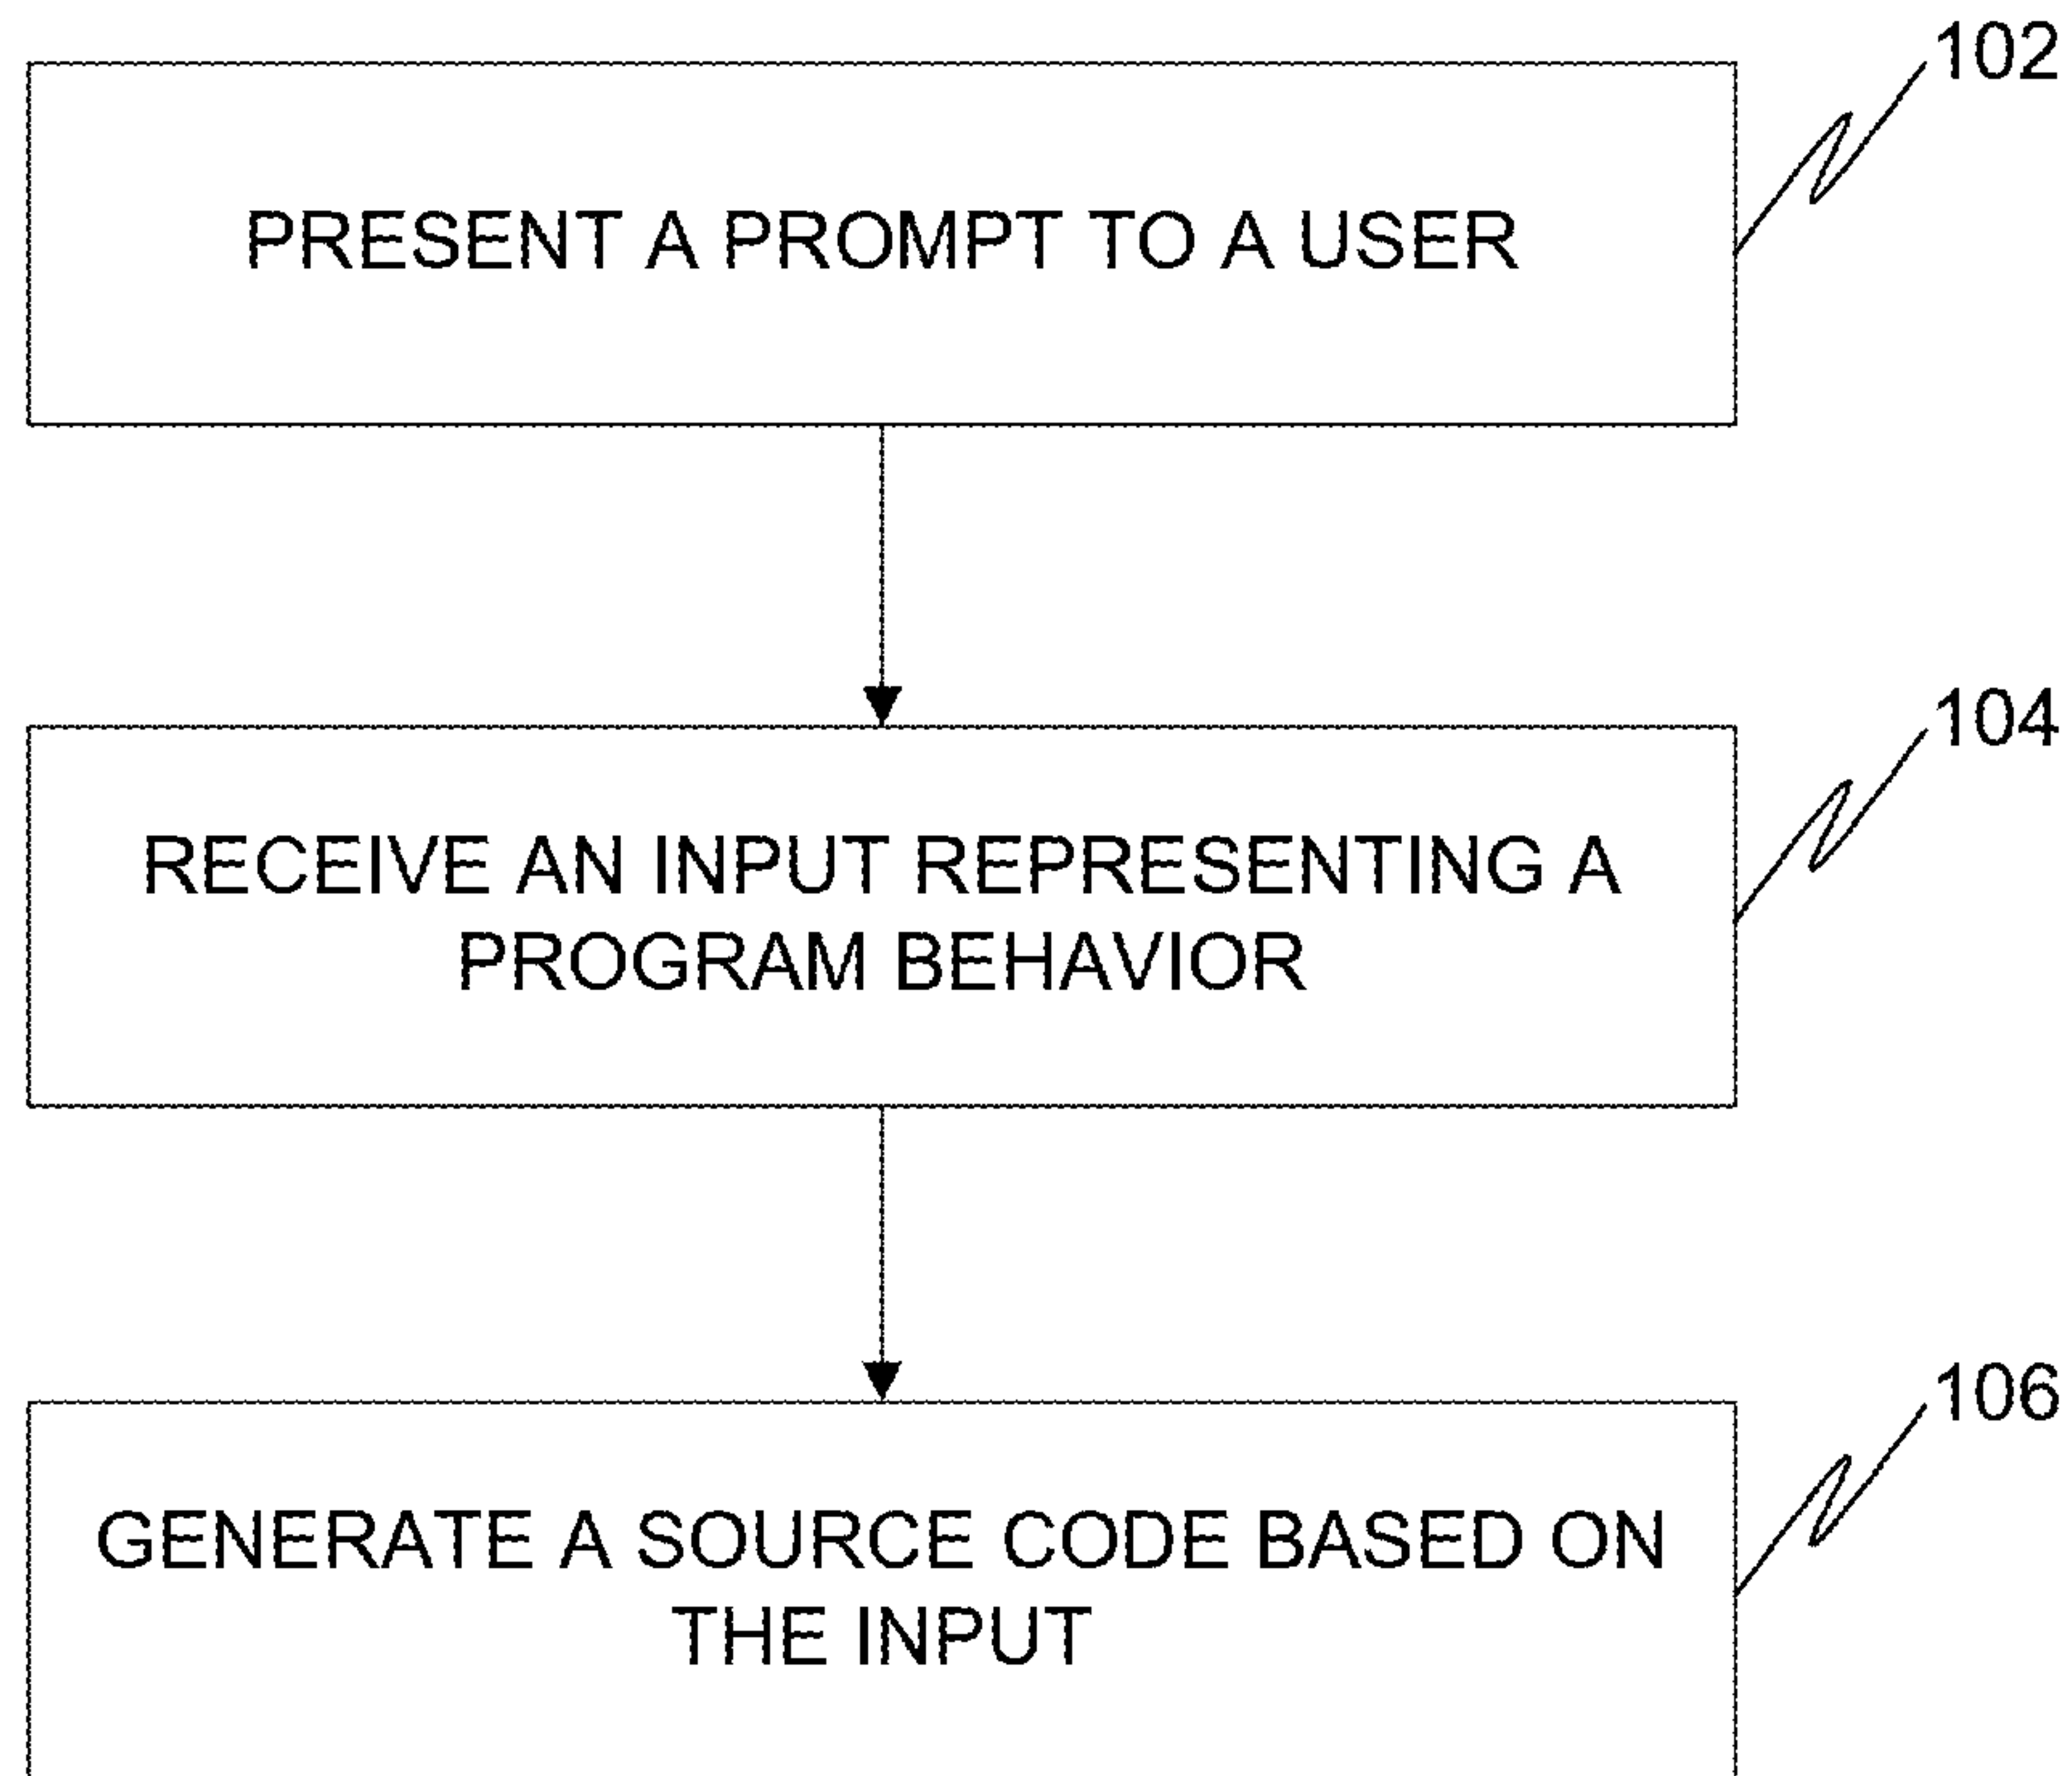 102
PRESENT A PROMPT TO A USER
104
RECEIVE AN INPUT REPRESENTING A
PROGRAM BEHAVIOR
106
GENERATE A SOURCE CODE BASED ON
THE INPUT